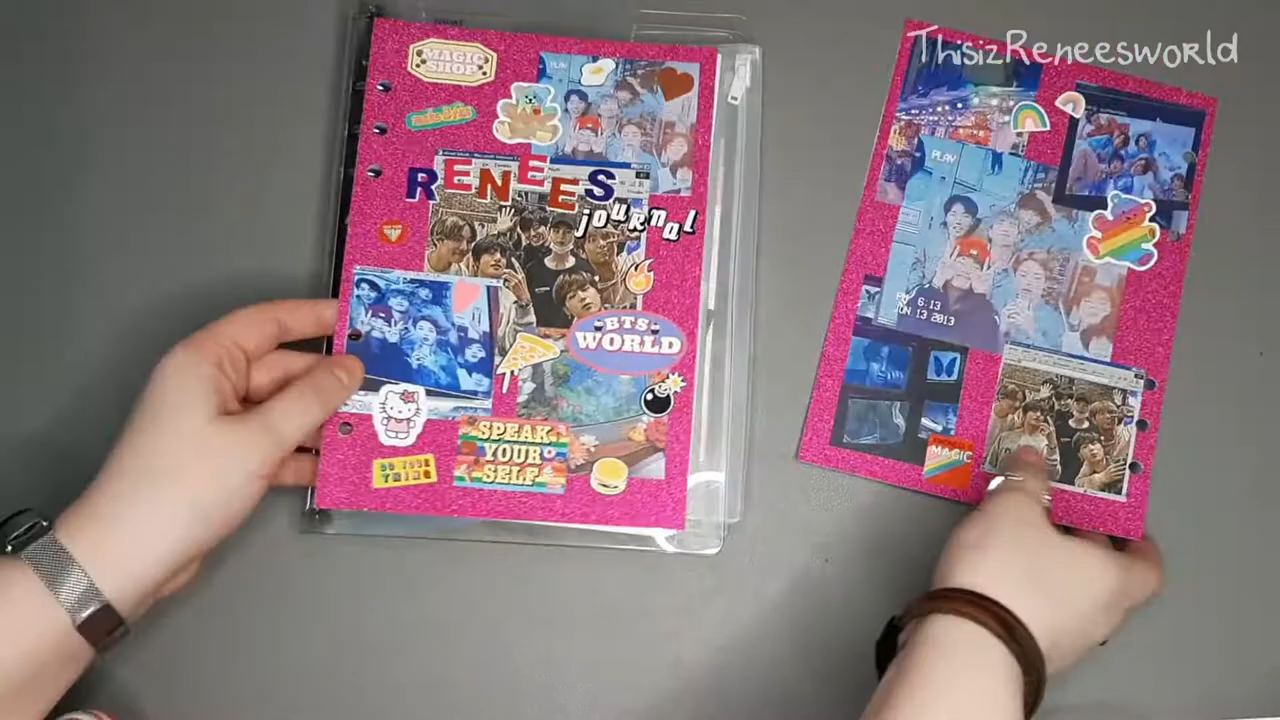 ThisizReneesworld
MAGIC
SHOP
PLAY
RENEES
journal
BTS
WORLD
SPEAK
YOUR
SELF
DO YOUR
THING
PLAY
PM 6:13
JUN. 13 2013
MAGIC